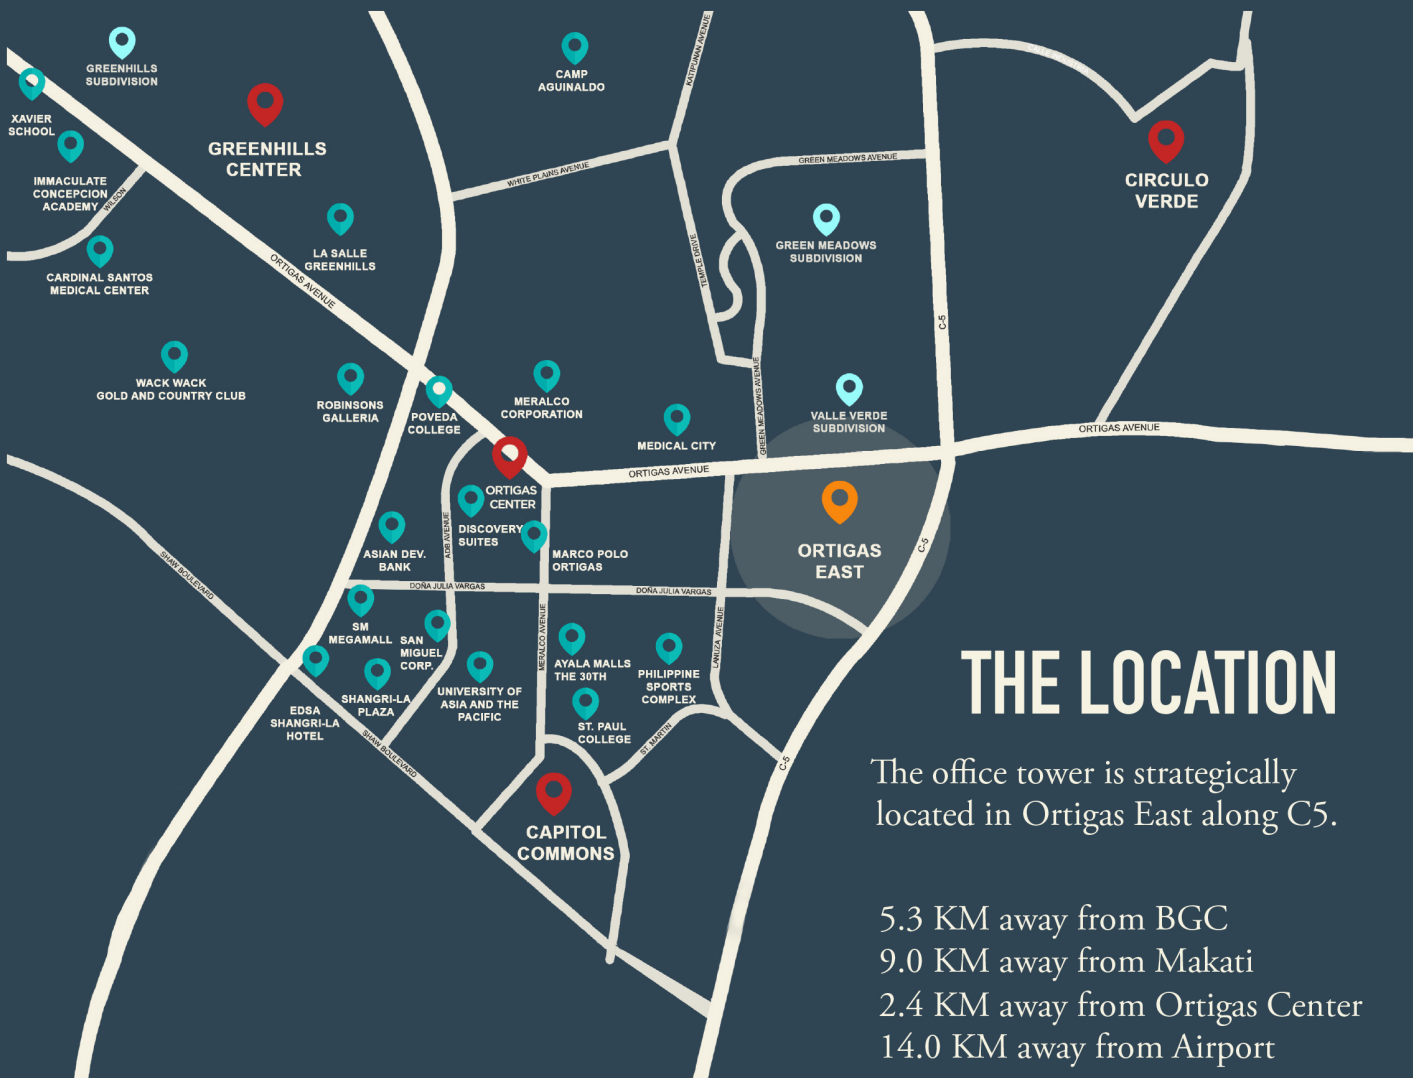 GREENHILLS
SUBDIVISION
XAVIER
SCHOOL
IMMACULATE
CONCEPCION
ACADEMY
WILSON
CARDINAL SANTOS
MEDICAL CENTER
GREENHILLS
CENTER
LA SALLE
GREENHILLS
ORTIGAS AVENUE
WACK WACK
GOLD AND COUNTRY CLUB
ROBINSONS
GALLERIA
POVEDA
COLLEGE
CAMP
AGUINALDO
KATIPUNAN AVENUE
WHITE PLAINS AVENUE
TEMPLE DRIVE
GREEN MEADOWS AVENUE
GREEN MEADOWS
SUBDIVISION
GREEN MEADOWS AVENUE
C-5
CIRCULO
VERDE
MERALCO
CORPORATION
MEDICAL CITY
VALLE VERDE
SUBDIVISION
ORTIGAS AVENUE
ORTIGAS AVENUE
ORTIGAS
CENTER
DISCOVERY
SUITES
ADB AVENUE
MARCO POLO
ORTIGAS
ASIAN DEV.
BANK
ORTIGAS
EAST
C-5
SHAW BOULEVARD
DOÑA JULIA VARGAS
DOÑA JULIA VARGAS
SM
MEGAMALL
SAN
MIGUEL
CORP.
MERALCO AVENUE
LANUZA AVENUE
AYALA MALLS
THE 30TH
PHILIPPINE
SPORTS
COMPLEX
UNIVERSITY OF
ASIA AND THE
PACIFIC
SHANGRI-LA
PLAZA
EDSA
SHANGRI-LA
HOTEL
ST. PAUL
COLLEGE
ST. MARTIN
SHAW BOULEVARD
C-5
CAPITOL
COMMONS
THE LOCATION
The office tower is strategically
located in Ortigas East along C5.
5.3 KM away from BGC
9.0 KM away from Makati
2.4 KM away from Ortigas Center
14.0 KM away from Airport